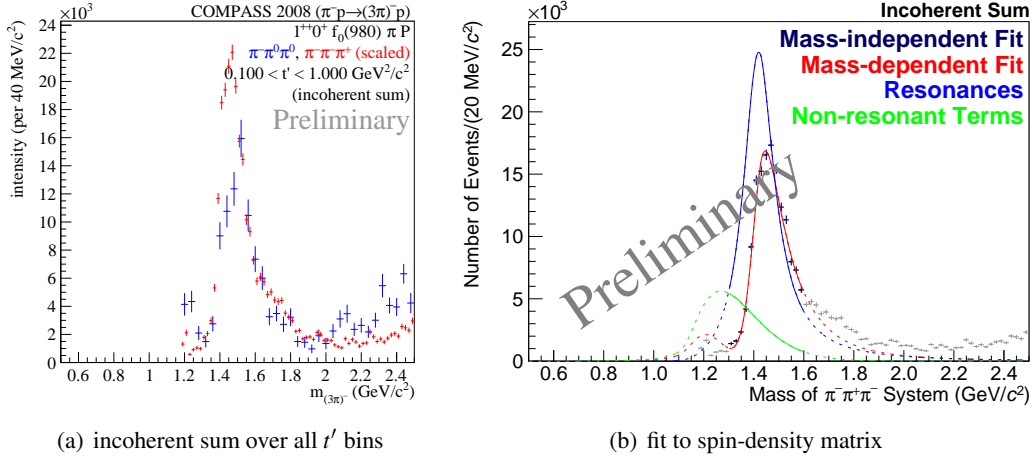 COMPASS 2008 (π⁻p→(3π)⁻p)
1⁺⁺0⁺ f₀(980) π P
π⁻π⁰π⁰, π⁻π⁻π⁺ (scaled)
0.100 < t' < 1.000 GeV²/c²
(incoherent sum)
Preliminary
×10³
24
22
20
18
16
14
12
10
8
6
4
2
0
intensity (per 40 MeV/c²)
1 1.2 1.4 1.6 1.8 2 2.2 2.4
m(3π)⁻ (GeV/c²)
(a) incoherent sum over all t′ bins
×10³
Incoherent Sum
Mass-independent Fit
Mass-dependent Fit
Resonances
Non-resonant Terms
Preliminary
25
20
15
10
5
0
Number of Events/(20 MeV/c²)
0.6 0.8 1.0 1.2 1.4 1.6 1.8 2.0 2.2 2.4
Mass of π⁻π⁺π⁻ System (GeV/c²)
(b) fit to spin-density matrix